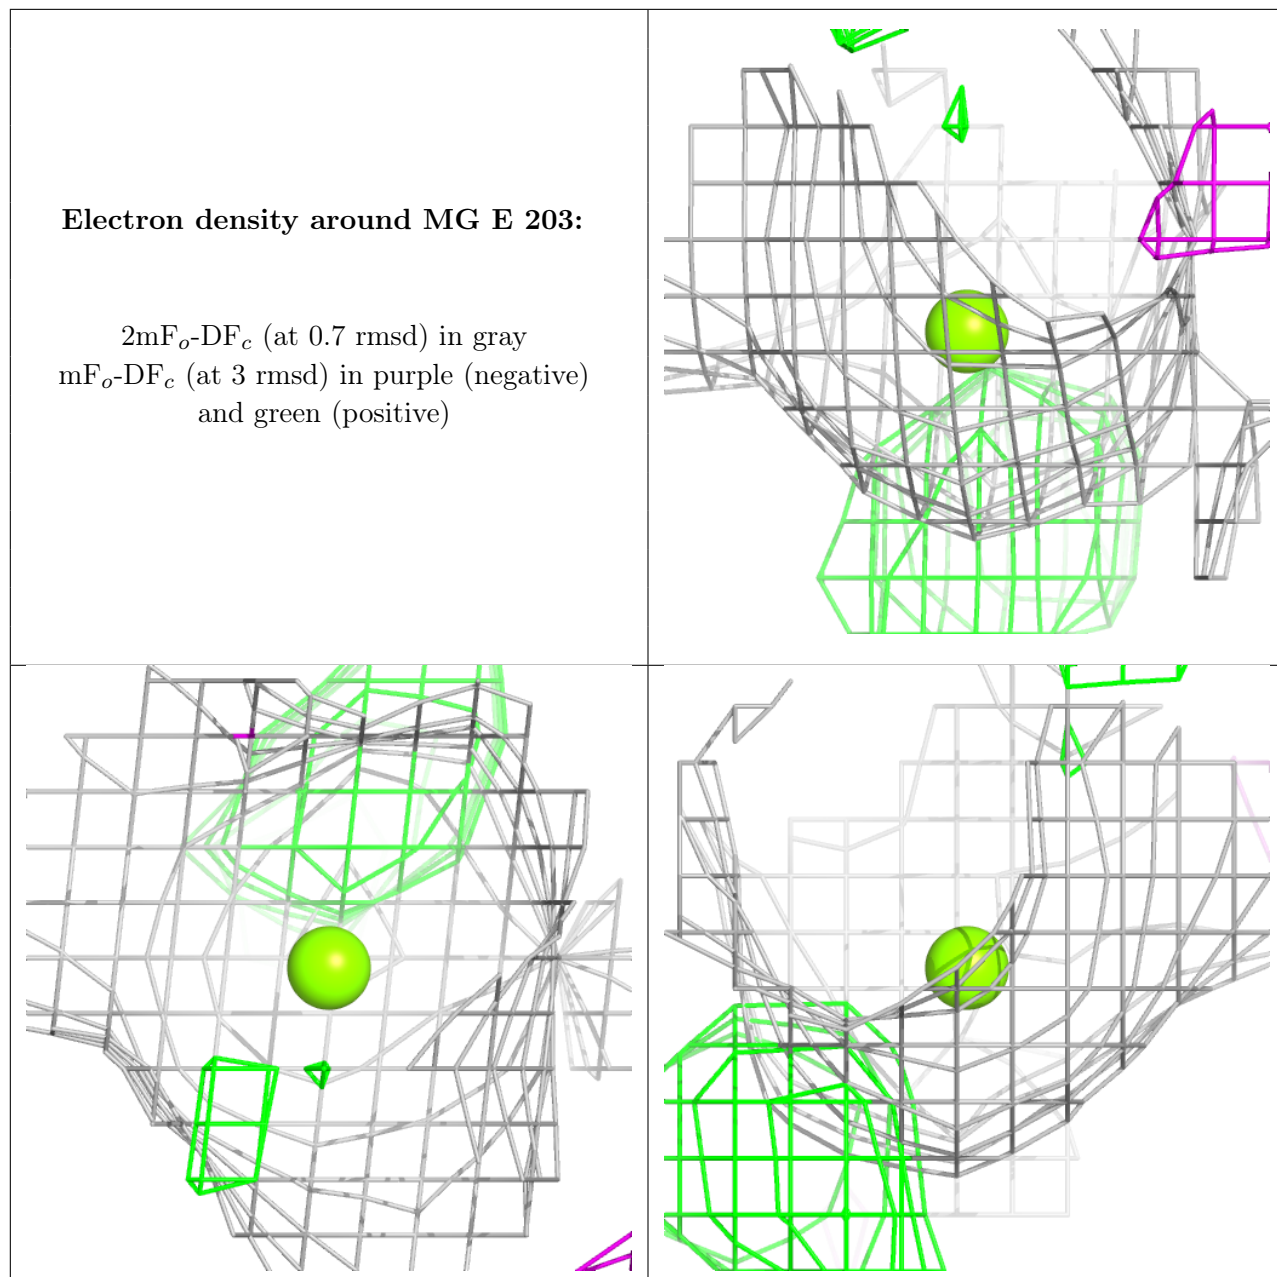 Electron density around MG E 203:
2mFo-DFc (at 0.7 rmsd) in gray
mFo-DFc (at 3 rmsd) in purple (negative)
and green (positive)